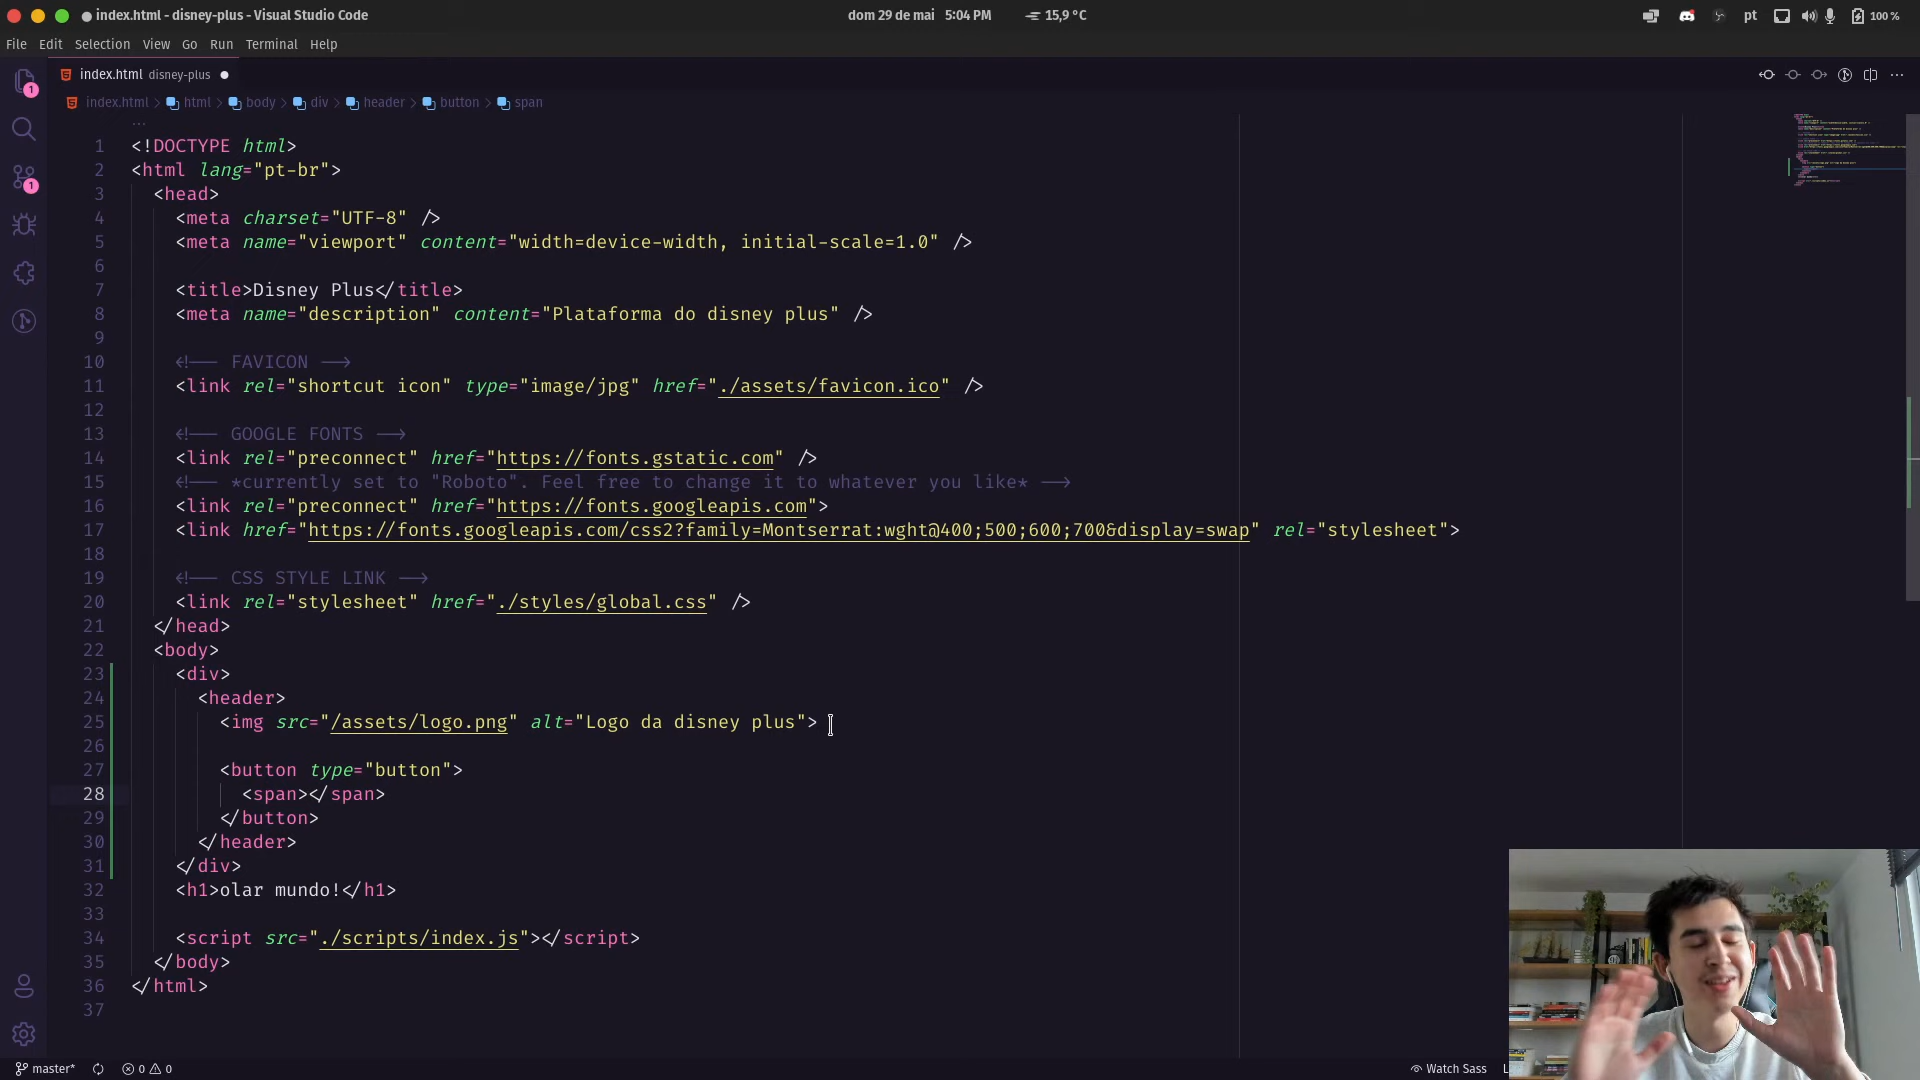 index.html - disney-plus - Visual Studio Code
dom 29 de mai 5:04 PM
15,9 °C
pt
100 %
File Edit Selection View Go Run Terminal Help
index.html disney-plus
index.html > html > body > div > header > button > span
1
1
...
1 <!DOCTYPE html>
2 <html lang="pt-br">
3 <head>
4 <meta charset="UTF-8" />
5 <meta name="viewport" content="width=device-width, initial-scale=1.0" />
6
7 <title>Disney Plus</title>
8 <meta name="description" content="Plataforma do disney plus" />
9
10 <!-- FAVICON -->
11 <link rel="shortcut icon" type="image/jpg" href="./assets/favicon.ico" />
12
13 <!-- GOOGLE FONTS -->
14 <link rel="preconnect" href="https://fonts.gstatic.com" />
15 <!-- *currently set to "Roboto". Feel free to change it to whatever you like* -->
16 <link rel="preconnect" href="https://fonts.googleapis.com">
17 <link href="https://fonts.googleapis.com/css2?family=Montserrat:wght@400;500;600;700&display=swap" rel="stylesheet">
18
19 <!-- CSS STYLE LINK -->
20 <link rel="stylesheet" href="./styles/global.css" />
21 </head>
22 <body>
23 <div>
24 <header>
25 <img src="/assets/logo.png" alt="Logo da disney plus">
26
27 <button type="button">
28 <span></span>
29 </button>
30 </header>
31 </div>
32 <h1>olar mundo!</h1>
33
34 <script src="./scripts/index.js"></script>
35 </body>
36 </html>
37
master* 0 0
Watch Sass